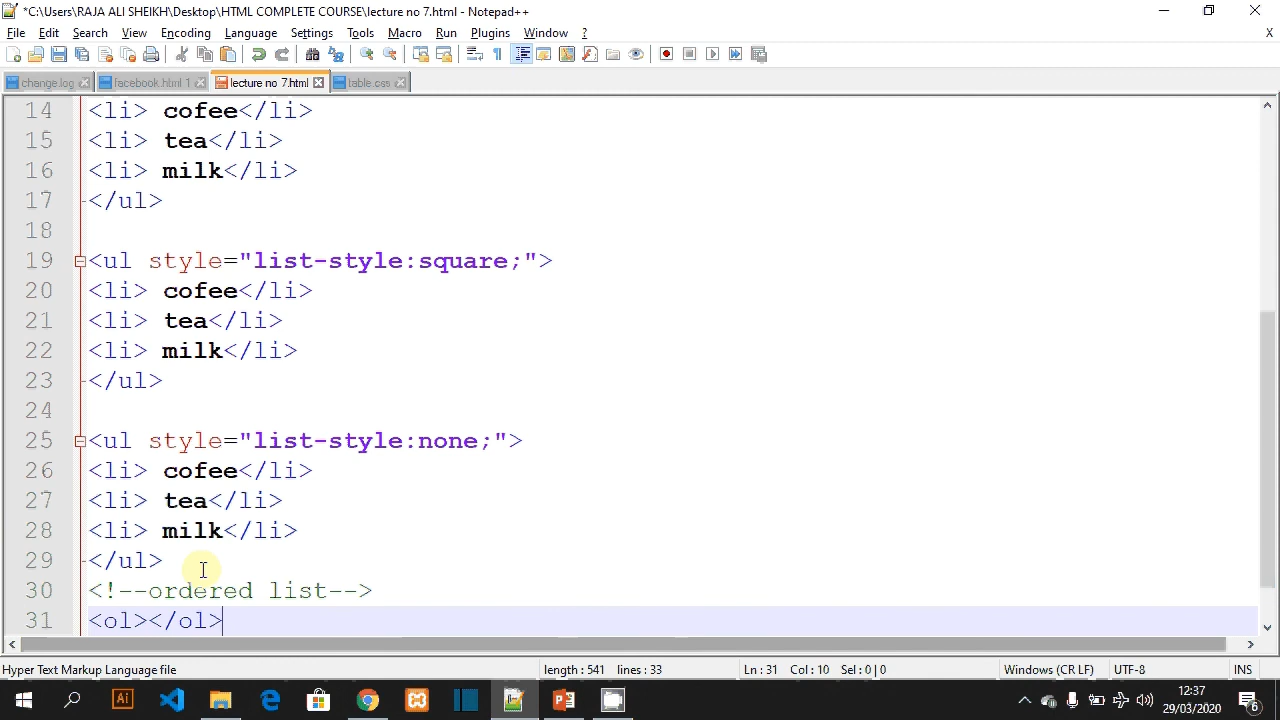 *C:\Users\RAJA ALI SHEIKH\Desktop\HTML COMPLETE COURSE\lecture no 7.html - Notepad++
File Edit Search View Encoding Language Settings Tools Macro Run Plugins Window ? X
change.log facebook.html 1 lecture no 7.html table.css
14 <li> cofee</li>
15 <li> tea</li>
16 <li> milk</li>
17 </ul>
18
19 <ul style="list-style:square;">
20 <li> cofee</li>
21 <li> tea</li>
22 <li> milk</li>
23 </ul>
24
25 <ul style="list-style:none;">
26 <li> cofee</li>
27 <li> tea</li>
28 <li> milk</li>
29 </ul>
30 <!--ordered list-->
31 <ol></ol>
Hyper Text Markup Language file length : 541 lines : 33 Ln : 31 Col : 10 Sel : 0 | 0 Windows (CR LF) UTF-8 INS
Ai 12:37
29/03/2020 6